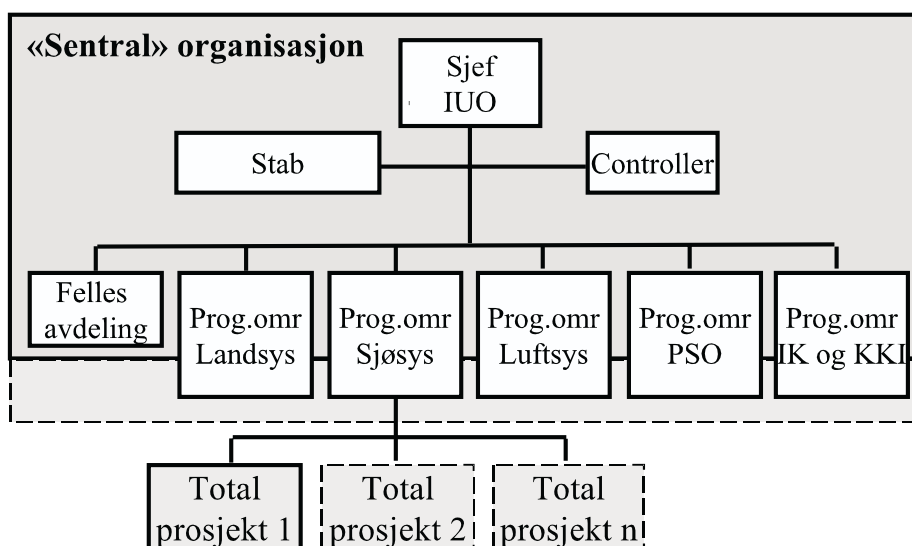 «Sentral» organisasjon
Sjef
IUO
Stab
Controller
Felles
avdeling
Prog.omr
Landsys
Prog.omr
Sjøsys
Prog.omr
Luftsys
Prog.omr
PSO
Prog.omr
IK og KKI
Total
prosjekt 1
Total
prosjekt 2
Total
prosjekt n